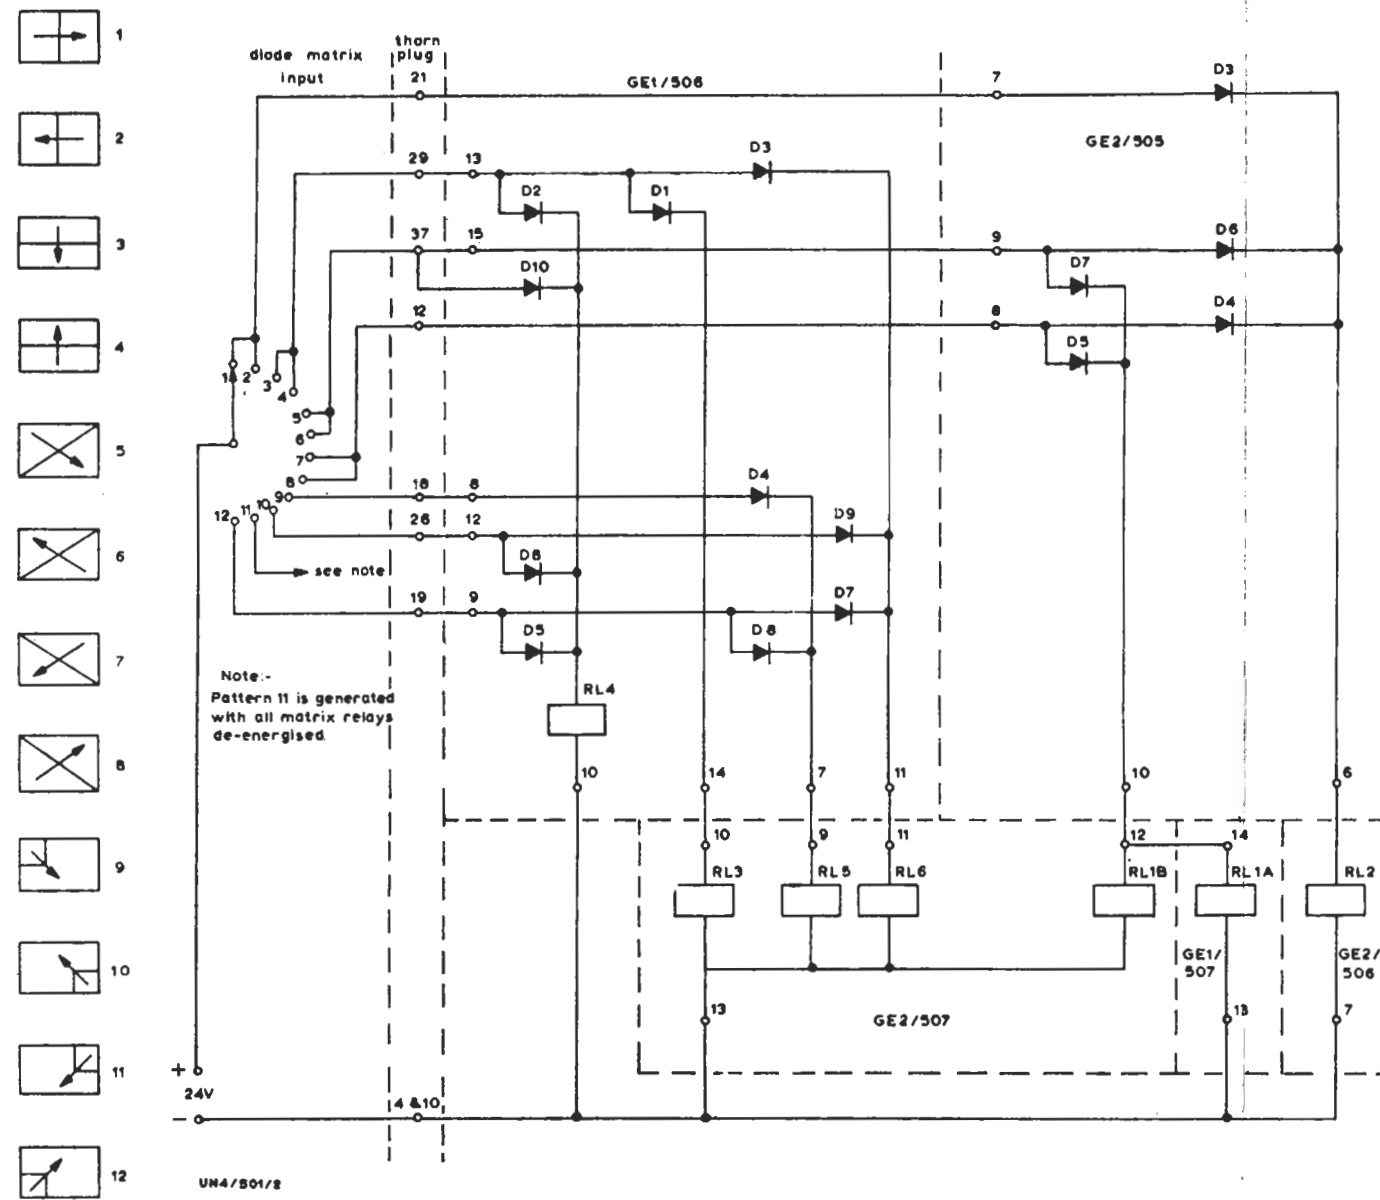 1
2
3
4
5
6
7
8
9
10
11
12
diode matrix
input
thorn
plug
21
GE1/506
7
D3
GE2/505
29
13
D2
D1
D3
37
15
D10
9
D7
D6
12
8
D5
D4
1
2
3
4
5
6
7
8
9
10
11
12
18
8
D4
26
12
D8
D9
see note
19
9
D5
D8
D7
Note:-
Pattern 11 is generated
with all matrix relays
de-energised.
RL4
10
14
7
11
10
6
10
9
11
12
14
RL3
RL5
RL6
RL1B
RL1A
RL2
GE1/
507
GE2/
506
13
GE2/507
13
7
+
24V
-
4 &10
UN4/501/2